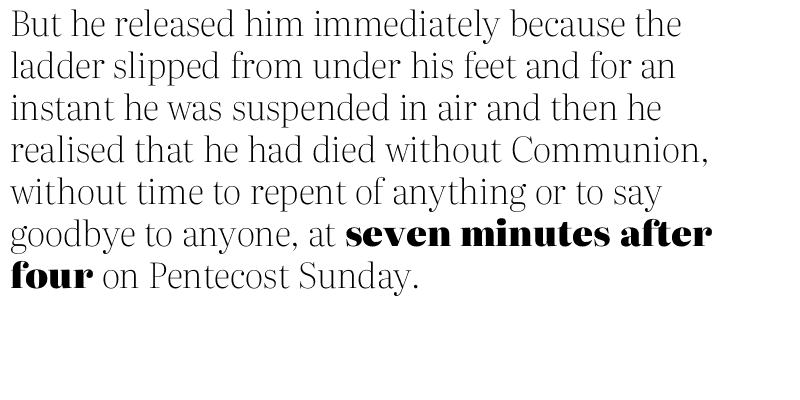 But he released him immediately because the
ladder slipped from under his feet and for an
instant he was suspended in air and then he
realised that he had died without Communion,
without time to repent of anything or to say
goodbye to anyone, at seven minutes after
four on Pentecost Sunday.